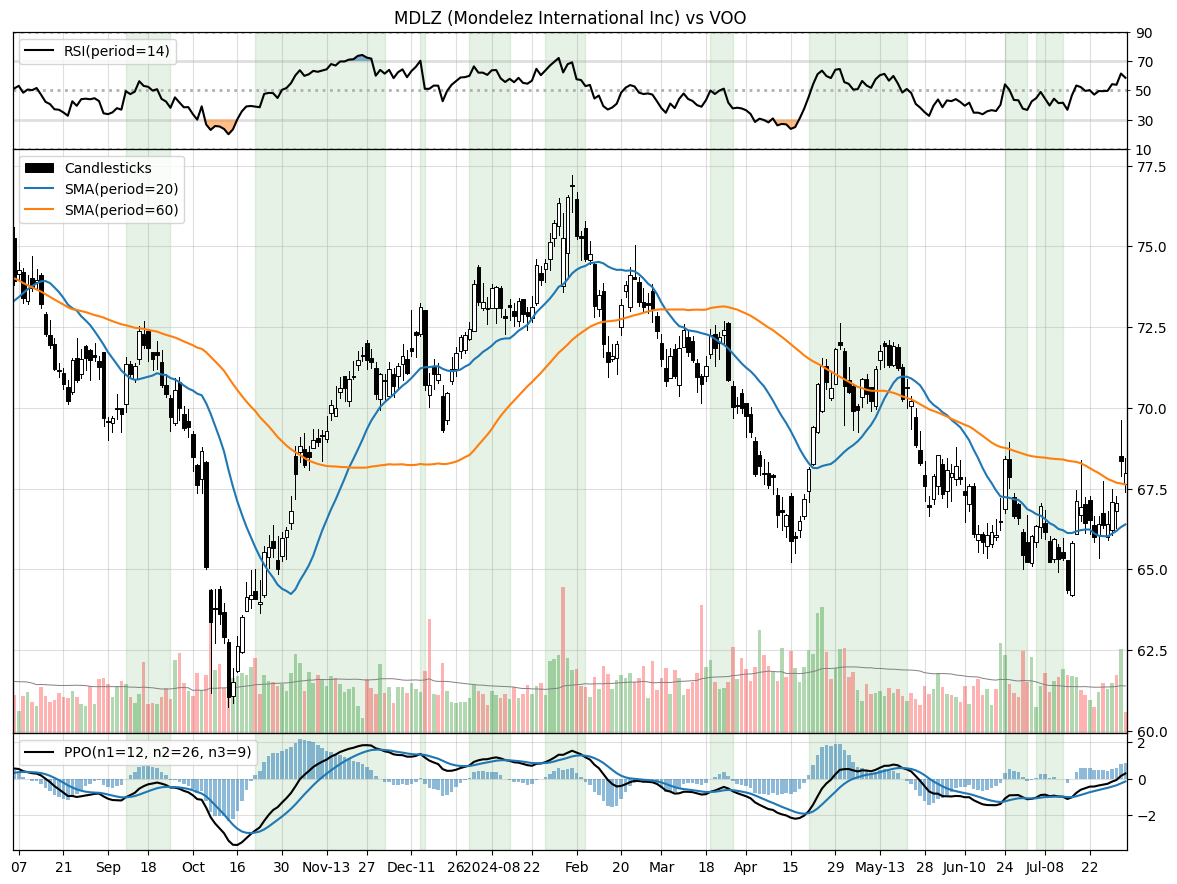 MDLZ (Mondelez International Inc) vs VOO
RSI(period=14)
90
70
50
30
10
Candlesticks
SMA(period=20)
SMA(period=60)
77.5
75.0
72.5
70.0
67.5
65.0
62.5
60.0
PPO(n1=12, n2=26, n3=9)
2
0
−2
07 21 Sep 18 Oct 16 30 Nov-13 27 Dec-11 26 2024-08 22 Feb 20 Mar 18 Apr 15 29 May-13 28 Jun-10 24 Jul-08 22